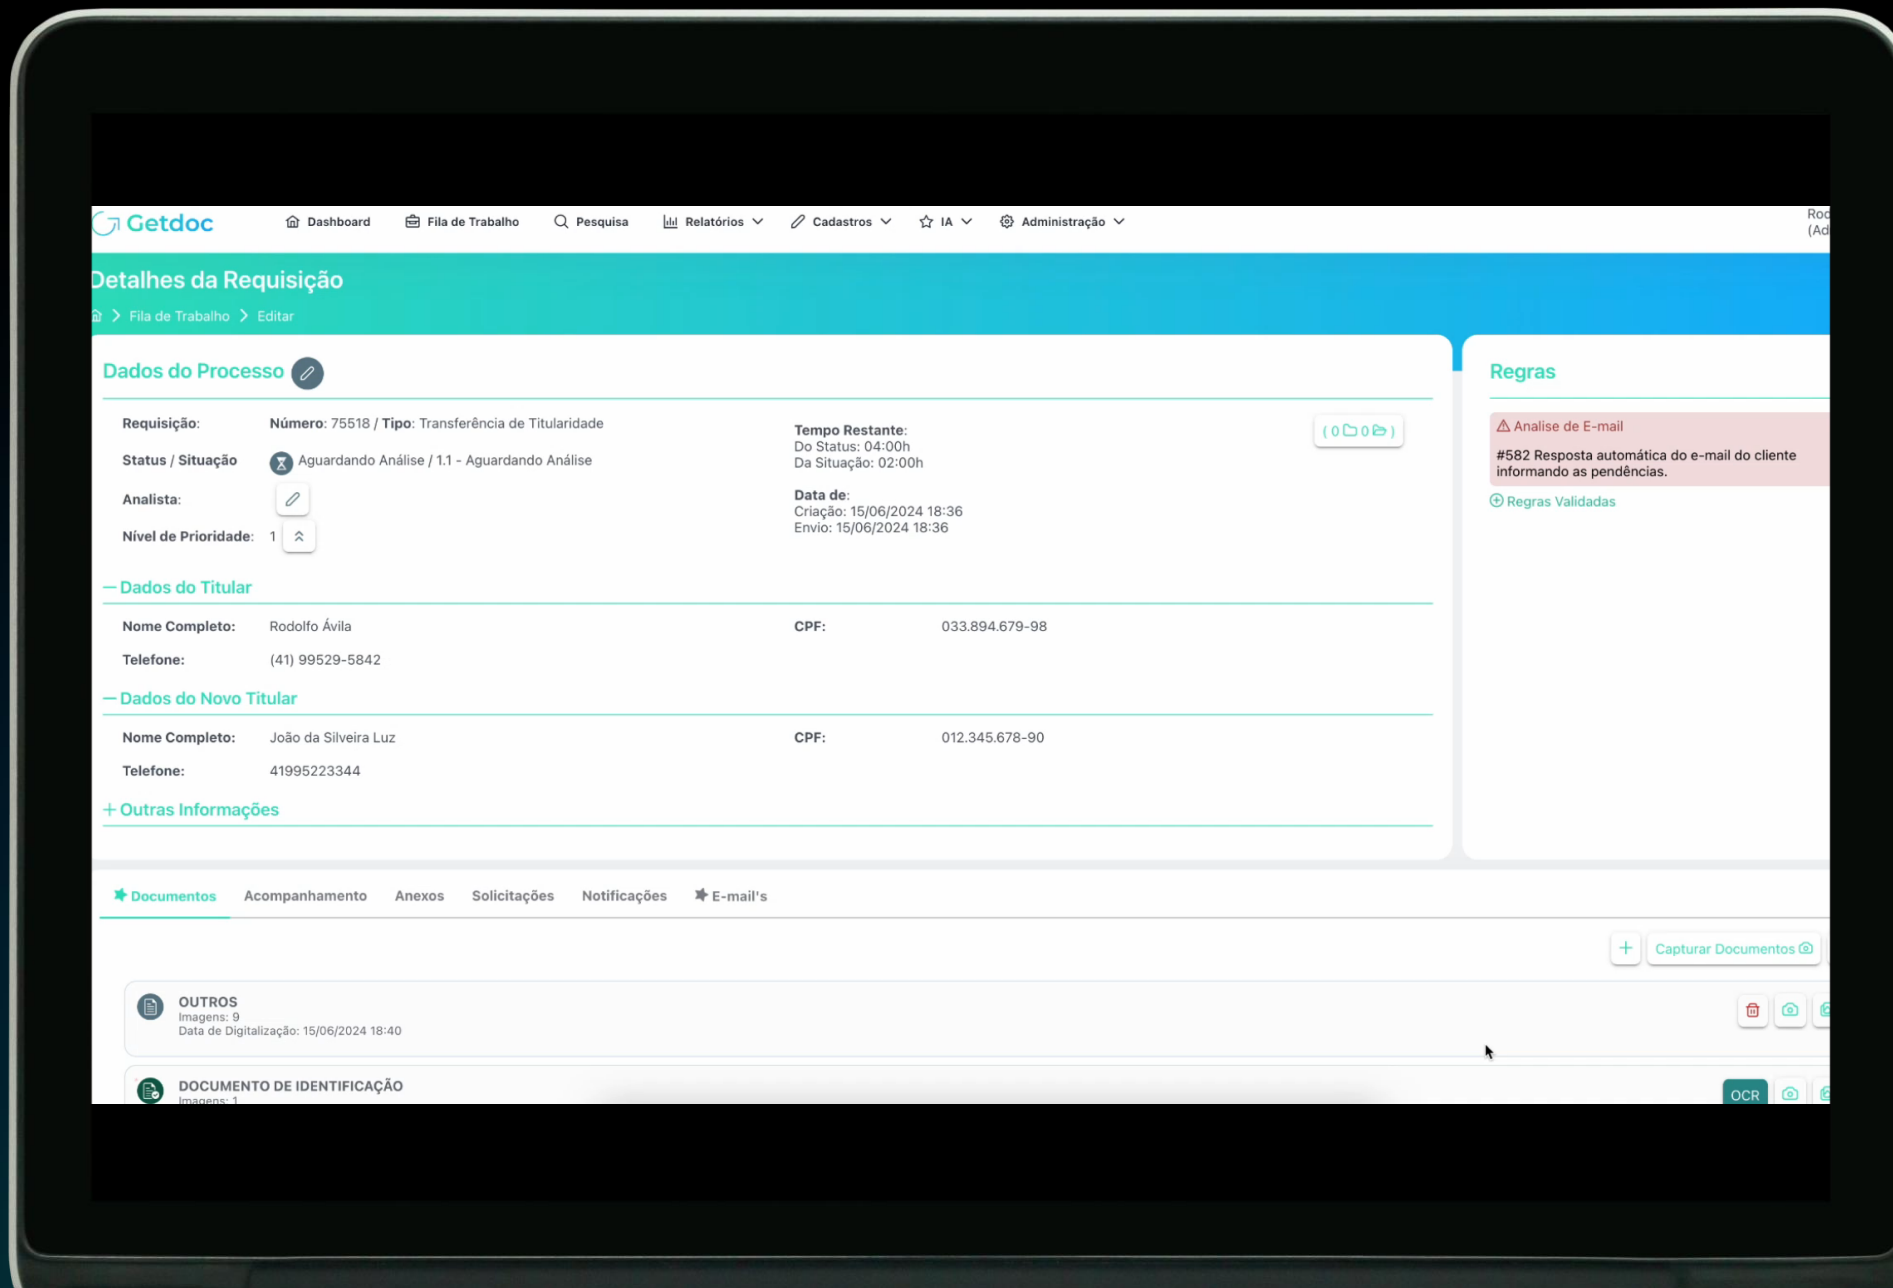 Getdoc
Dashboard
Fila de Trabalho
Pesquisa
Relatórios
Cadastros
IA
Administração
Detalhes da Requisição
Fila de Trabalho
Editar
Dados do Processo
Requisição: Número: 75518 / Tipo: Transferência de Titularidade
Status / Situação Aguardando Análise / 1.1 - Aguardando Análise
Analista:
Nível de Prioridade: 1
Tempo Restante:
Do Status: 04:00h
Da Situação: 02:00h
Data de:
Criação: 15/06/2024 18:36
Envio: 15/06/2024 18:36
( 0 0 )
Dados do Titular
Nome Completo: Rodolfo Ávila CPF: 033.894.679-98
Telefone: (41) 99529-5842
Dados do Novo Titular
Nome Completo: João da Silveira Luz CPF: 012.345.678-90
Telefone: 41995223344
Outras Informações
Regras
Analise de E-mail
#582 Resposta automática do e-mail do cliente
informando as pendências.
Regras Validadas
Documentos
Acompanhamento
Anexos
Solicitações
Notificações
E-mail's
Capturar Documentos
OUTROS
Imagens: 9
Data de Digitalização: 15/06/2024 18:40
DOCUMENTO DE IDENTIFICAÇÃO
Imagens: 1
OCR